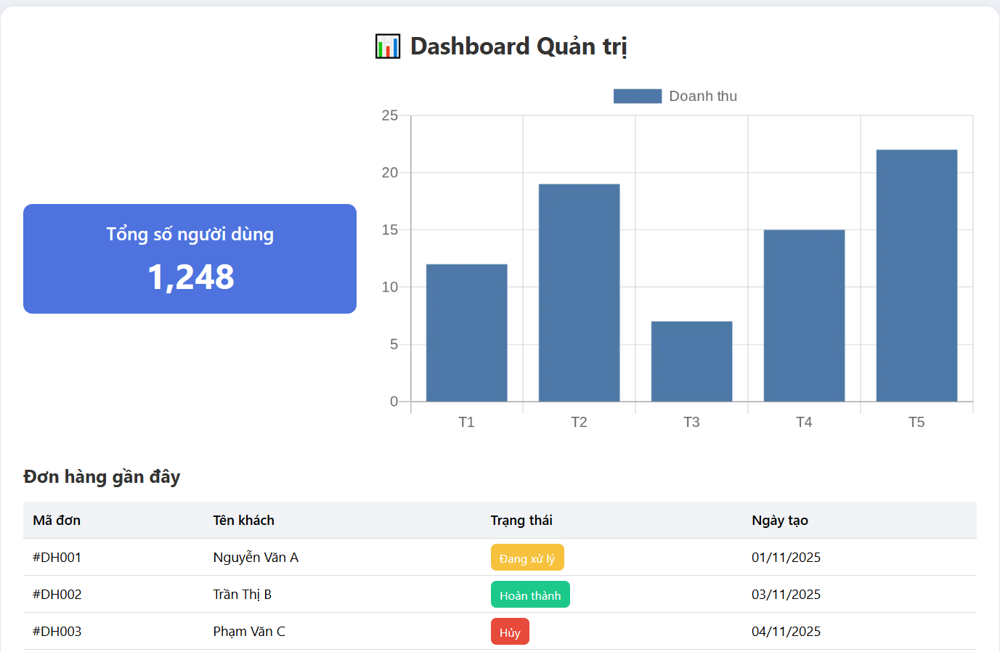 Dashboard Quản trị
Tổng số người dùng
1,248
Doanh thu
25
20
15
10
5
0
T1 T2 T3 T4 T5
Đơn hàng gần đây
Mã đơn Tên khách Trạng thái Ngày tạo
#DH001 Nguyễn Văn A Đang xử lý 01/11/2025
#DH002 Trần Thị B Hoàn thành 03/11/2025
#DH003 Phạm Văn C Hủy 04/11/2025